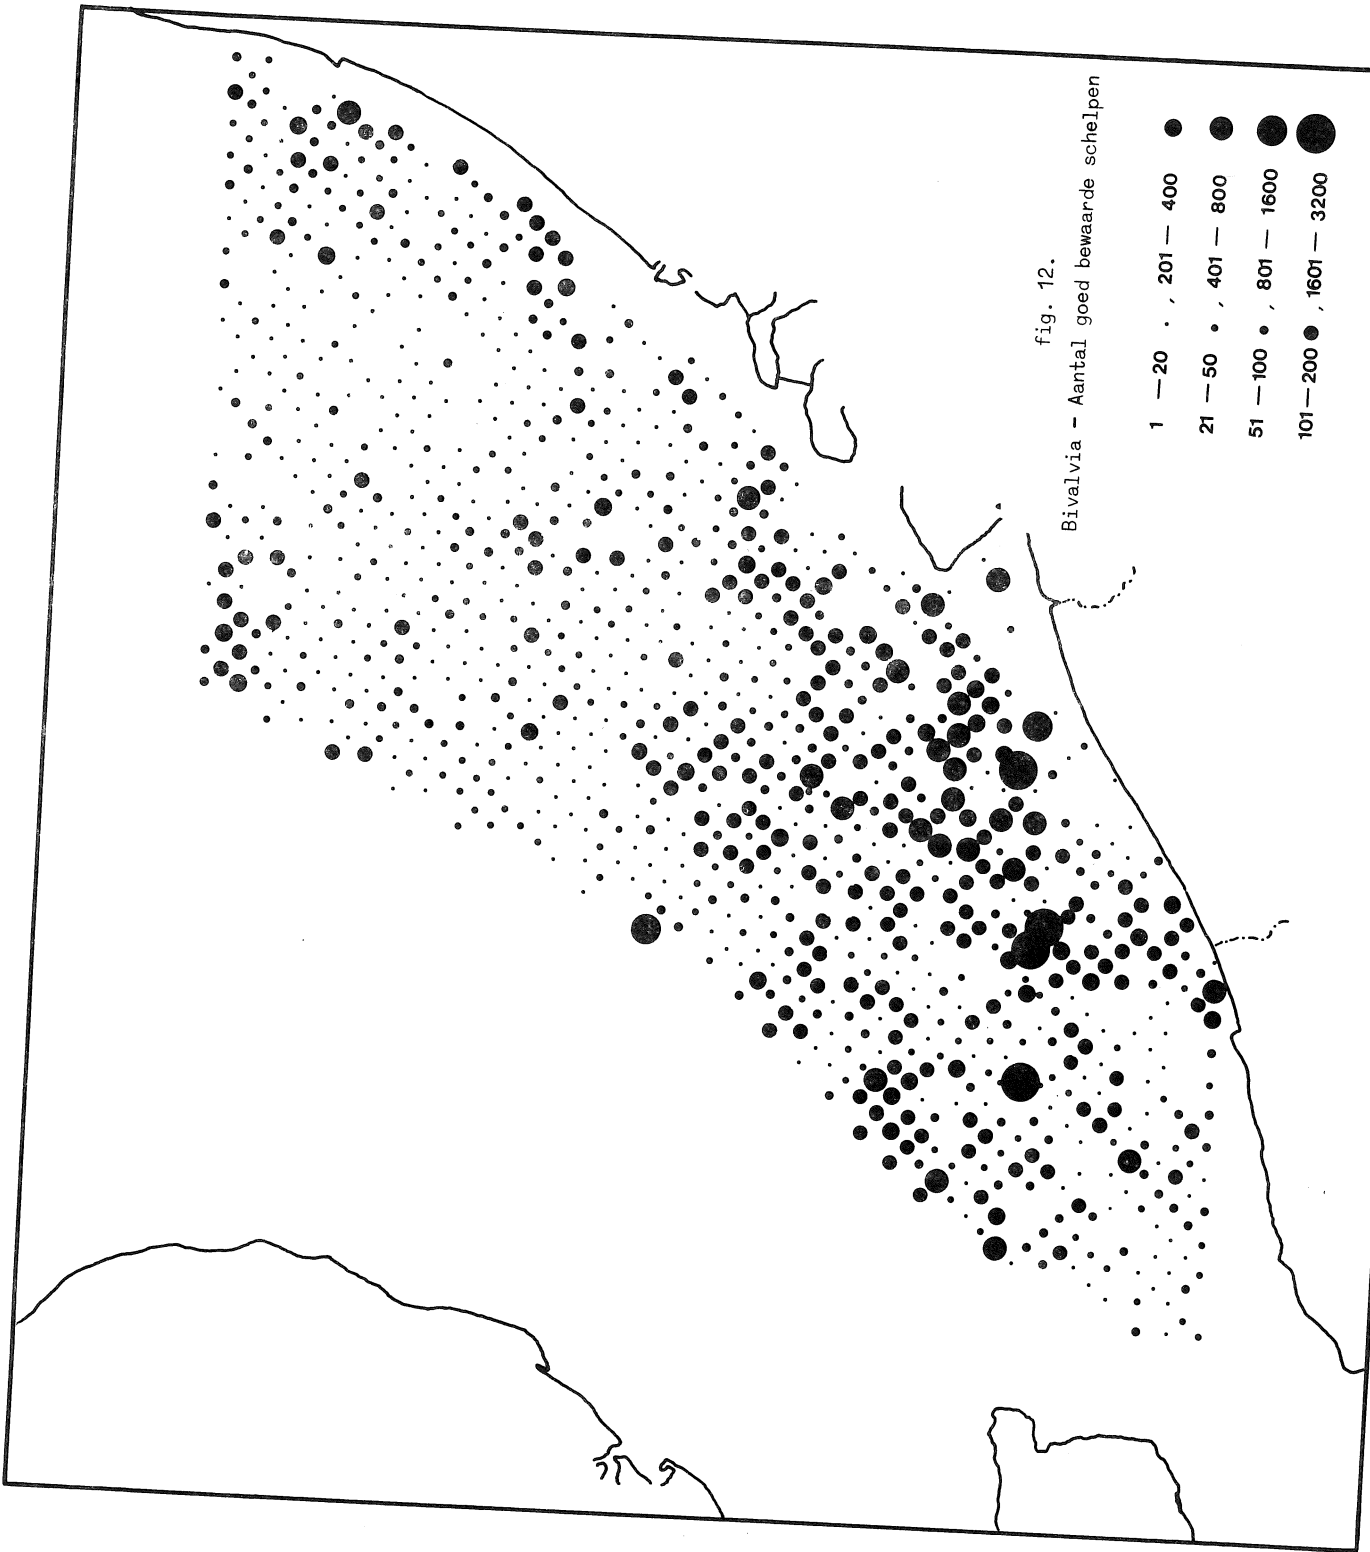 fig. 12.
Bivalvia - Aantal goed bewaarde schelpen
1 — 20 , 201 — 400
21 — 50 , 401 — 800
51 — 100 , 801 — 1600
101 — 200 , 1601 — 3200